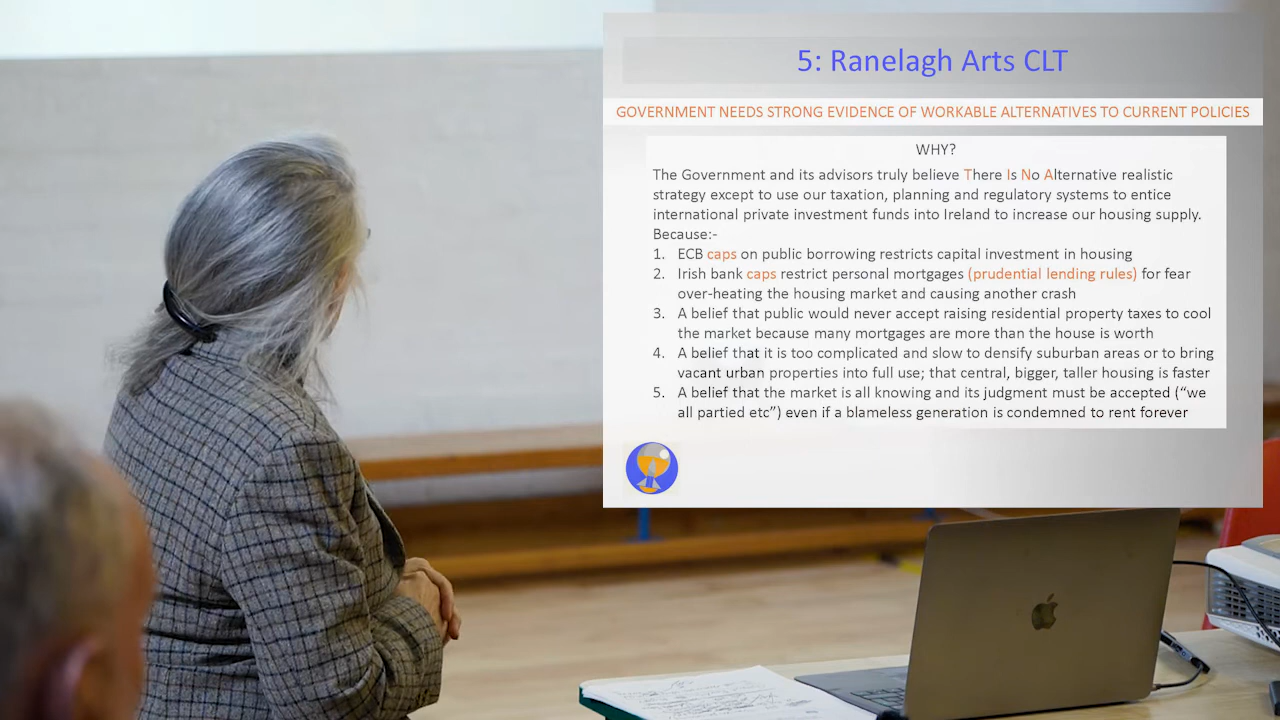 5: Ranelagh Arts CLT
GOVERNMENT NEEDS STRONG EVIDENCE OF WORKABLE ALTERNATIVES TO CURRENT POLICIES
WHY?
The Government and its advisors truly believe There Is No Alternative realistic
strategy except to use our taxation, planning and regulatory systems to entice
international private investment funds into Ireland to increase our housing supply.
Because:-
1. ECB caps on public borrowing restricts capital investment in housing
2. Irish bank caps restrict personal mortgages (prudential lending rules) for fear
over-heating the housing market and causing another crash
3. A belief that public would never accept raising residential property taxes to cool
the market because many mortgages are more than the house is worth
4. A belief that it is too complicated and slow to densify suburban areas or to bring
vacant urban properties into full use; that central, bigger, taller housing is faster
5. A belief that the market is all knowing and its judgment must be accepted (“we
all partied etc”) even if a blameless generation is condemned to rent forever